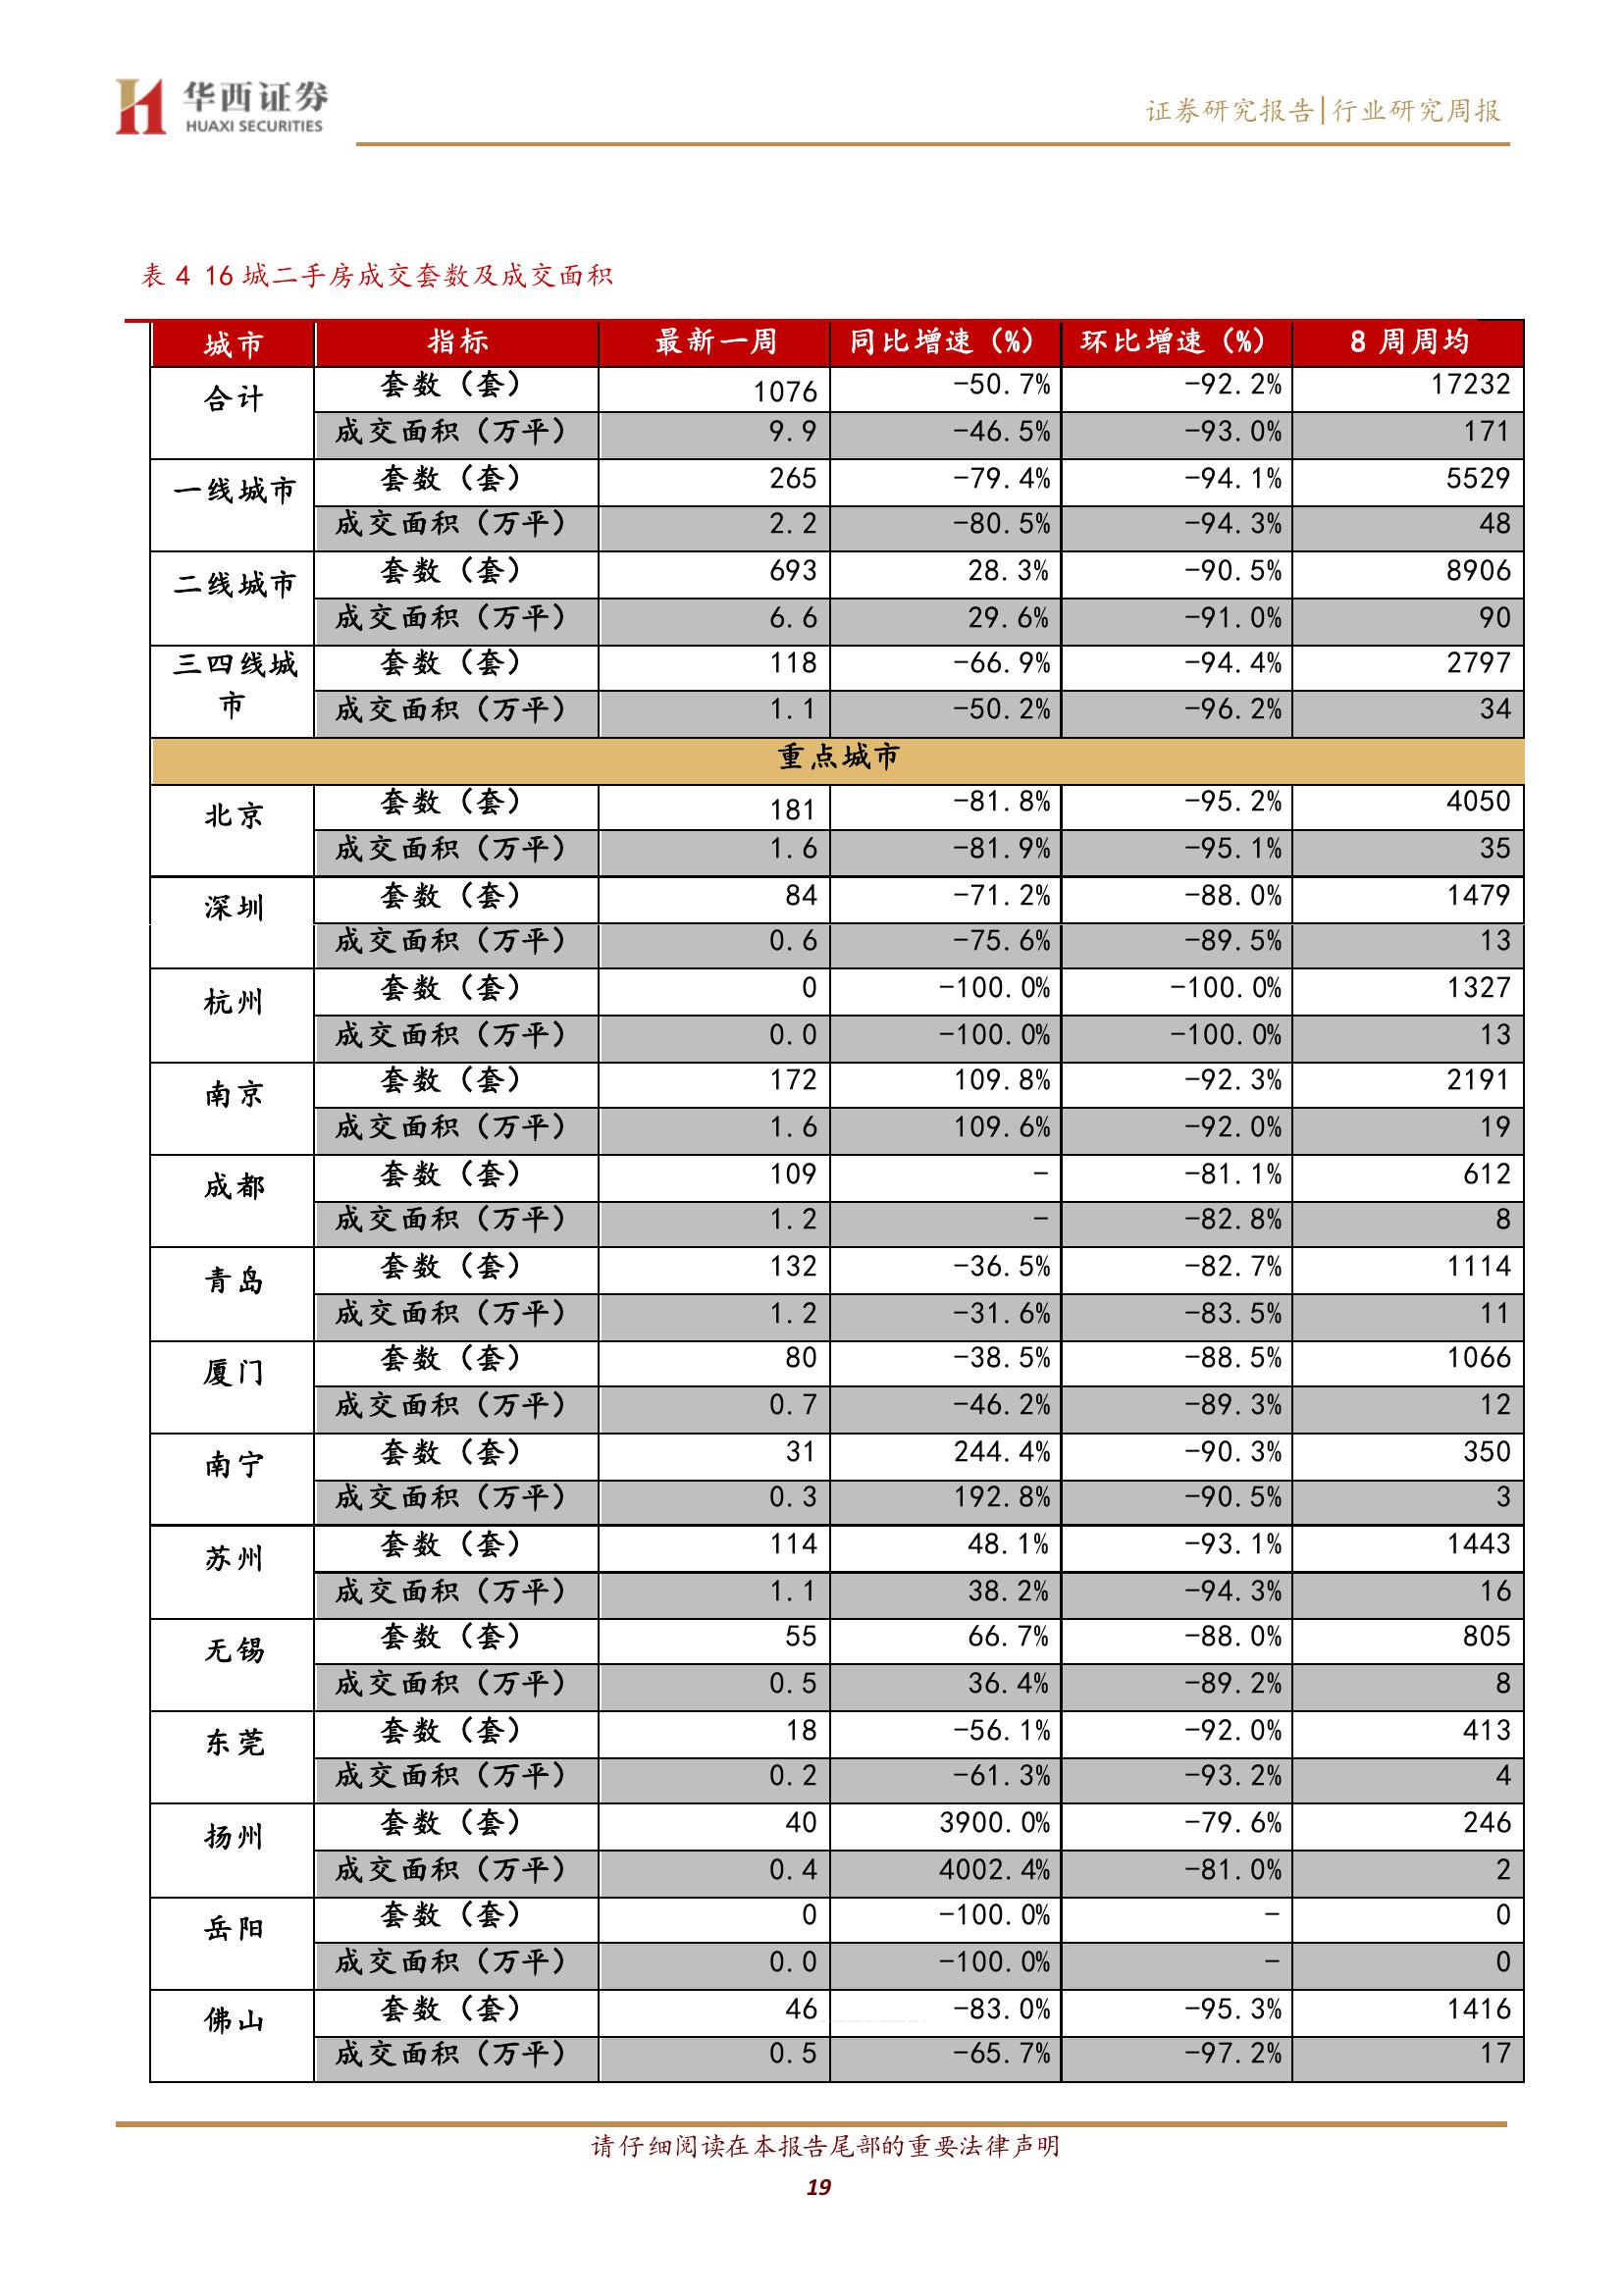 华西证券
HUAXI SECURITIES
证券研究报告|行业研究周报
表 4 16 城二手房成交套数及成交面积
城市 指标 最新一周 同比增速（%） 环比增速（%） 8 周周均
合计 套数（套） 1076 -50.7% -92.2% 17232
成交面积（万平） 9.9 -46.5% -93.0% 171
一线城市 套数（套） 265 -79.4% -94.1% 5529
成交面积（万平） 2.2 -80.5% -94.3% 48
二线城市 套数（套） 693 28.3% -90.5% 8906
成交面积（万平） 6.6 29.6% -91.0% 90
三四线城 套数（套） 118 -66.9% -94.4% 2797
市 成交面积（万平） 1.1 -50.2% -96.2% 34
重点城市
北京 套数（套） 181 -81.8% -95.2% 4050
成交面积（万平） 1.6 -81.9% -95.1% 35
深圳 套数（套） 84 -71.2% -88.0% 1479
成交面积（万平） 0.6 -75.6% -89.5% 13
杭州 套数（套） 0 -100.0% -100.0% 1327
成交面积（万平） 0.0 -100.0% -100.0% 13
南京 套数（套） 172 109.8% -92.3% 2191
成交面积（万平） 1.6 109.6% -92.0% 19
成都 套数（套） 109 - -81.1% 612
成交面积（万平） 1.2 - -82.8% 8
青岛 套数（套） 132 -36.5% -82.7% 1114
成交面积（万平） 1.2 -31.6% -83.5% 11
厦门 套数（套） 80 -38.5% -88.5% 1066
成交面积（万平） 0.7 -46.2% -89.3% 12
南宁 套数（套） 31 244.4% -90.3% 350
成交面积（万平） 0.3 192.8% -90.5% 3
苏州 套数（套） 114 48.1% -93.1% 1443
成交面积（万平） 1.1 38.2% -94.3% 16
无锡 套数（套） 55 66.7% -88.0% 805
成交面积（万平） 0.5 36.4% -89.2% 8
东莞 套数（套） 18 -56.1% -92.0% 413
成交面积（万平） 0.2 -61.3% -93.2% 4
扬州 套数（套） 40 3900.0% -79.6% 246
成交面积（万平） 0.4 4002.4% -81.0% 2
岳阳 套数（套） 0 -100.0% - 0
成交面积（万平） 0.0 -100.0% - 0
佛山 套数（套） 46 -83.0% -95.3% 1416
成交面积（万平） 0.5 -65.7% -97.2% 17
请仔细阅读在本报告尾部的重要法律声明
19